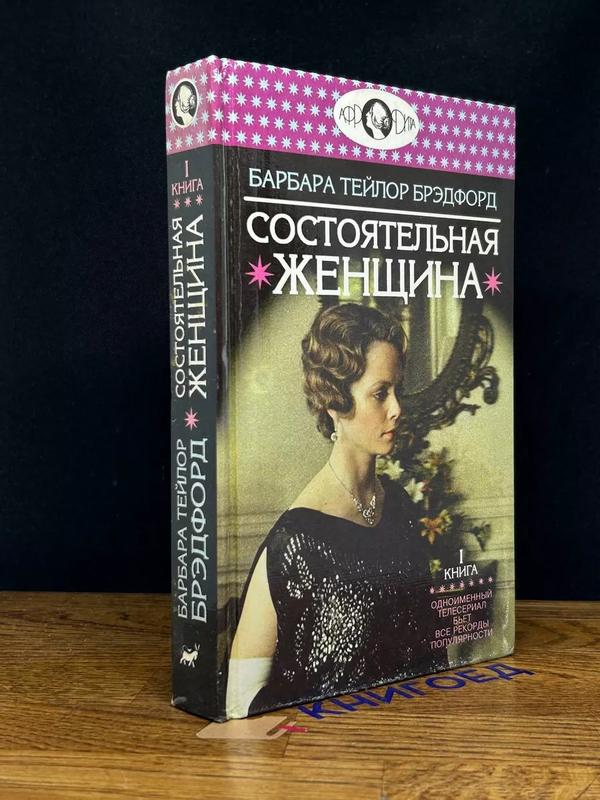 АФРОДИТА
БАРБАРА ТЕЙЛОР БРЭДФОРД
СОСТОЯТЕЛЬНАЯ
ЖЕНЩИНА
I
КНИГА
ОДНОИМЕННЫЙ
ТЕЛЕСЕРИАЛ
БЬЕТ
ВСЕ РЕКОРДЫ
ПОПУЛЯРНОСТИ
I
КНИГА
СОСТОЯТЕЛЬНАЯ
ЖЕНЩИНА
БАРБАРА ТЕЙЛОР
БРЭДФОРД
КНИГОЕД